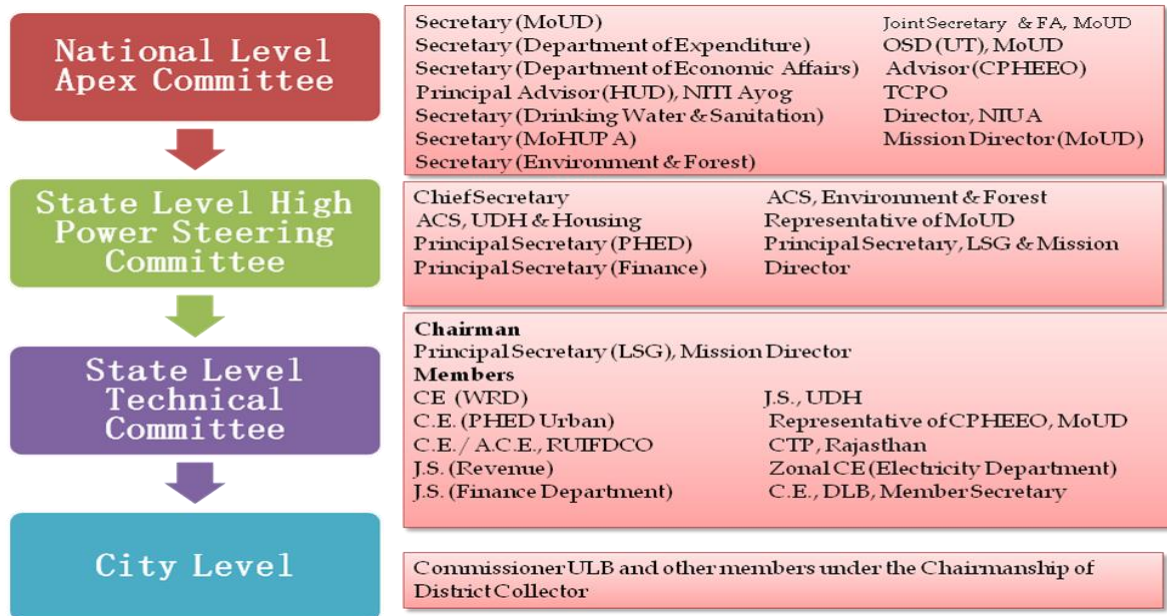 National Level
Apex Committee
Secretary (MoUD)
Secretary (Department of Expenditure)
Secretary (Department of Economic Affairs)
Principal Advisor (HUD), NITI Ayog
Secretary (Drinking Water & Sanitation)
Secretary (MoHUP A)
Secretary (Environment & Forest)
Joint Secretary & FA, MoUD
OSD (UT), MoUD
Advisor (CPHEEO)
TCPO
Director, NIUA
Mission Director (MoUD)
State Level High
Power Steering
Committee
Chief Secretary
ACS, UDH & Housing
Principal Secretary (PHED)
Principal Secretary (Finance)
ACS, Environment & Forest
Representative of MoUD
Principal Secretary, LSG & Mission
Director
State Level
Technical
Committee
Chairman
Principal Secretary (LSG), Mission Director
Members
CE (WRD)
C.E. (PHED Urban)
C.E./ A.C.E., RUIFDCO
J.S. (Revenue)
J.S. (Finance Department)
J.S., UDH
Representative of CPHEEO, MoUD
CTP, Rajasthan
Zonal CE (Electricity Department)
C.E., DLB, Member Secretary
City Level
Commissioner ULB and other members under the Chairmanship of
District Collector